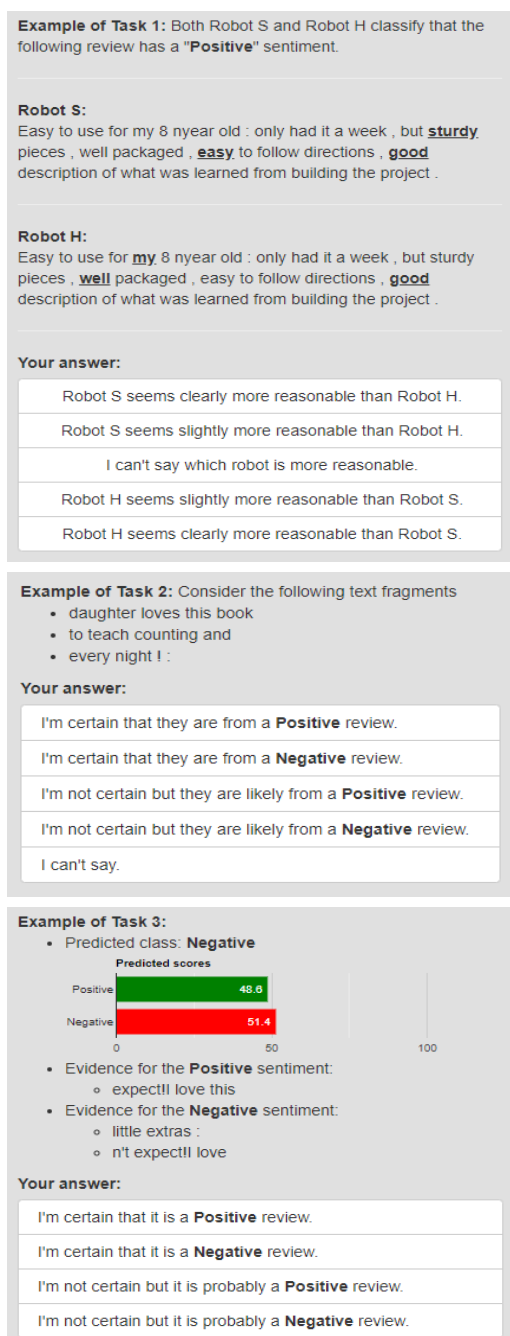 Example of Task 1: Both Robot S and Robot H classify that the
following review has a "Positive" sentiment.
Robot S:
Easy to use for my 8 nyear old : only had it a week , but sturdy
pieces , well packaged , easy to follow directions , good
description of what was learned from building the project .
Robot H:
Easy to use for my 8 nyear old : only had it a week , but sturdy
pieces , well packaged , easy to follow directions , good
description of what was learned from building the project .
Your answer:
Robot S seems clearly more reasonable than Robot H.
Robot S seems slightly more reasonable than Robot H.
I can't say which robot is more reasonable.
Robot H seems slightly more reasonable than Robot S.
Robot H seems clearly more reasonable than Robot S.
Example of Task 2: Consider the following text fragments
• daughter loves this book
• to teach counting and
• every night ! :
Your answer:
I'm certain that they are from a Positive review.
I'm certain that they are from a Negative review.
I'm not certain but they are likely from a Positive review.
I'm not certain but they are likely from a Negative review.
I can't say.
Example of Task 3:
• Predicted class: Negative
Predicted scores
Positive 48.6
Negative 51.4
0 50 100
• Evidence for the Positive sentiment:
◦ expect!I love this
• Evidence for the Negative sentiment:
◦ little extras :
◦ n't expect!I love
Your answer:
I'm certain that it is a Positive review.
I'm certain that it is a Negative review.
I'm not certain but it is probably a Positive review.
I'm not certain but it is probably a Negative review.